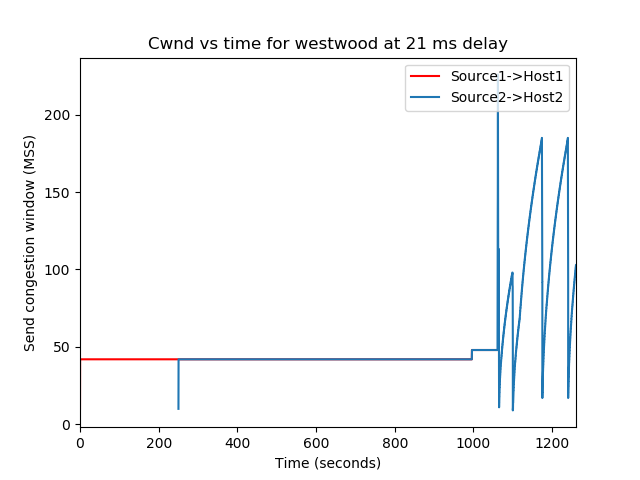 Cwnd vs time for westwood at 21 ms delay
Source1->Host1
Source2->Host2
Send congestion window (MSS)
200
150
100
50
0
0 200 400 600 800 1000 1200
Time (seconds)